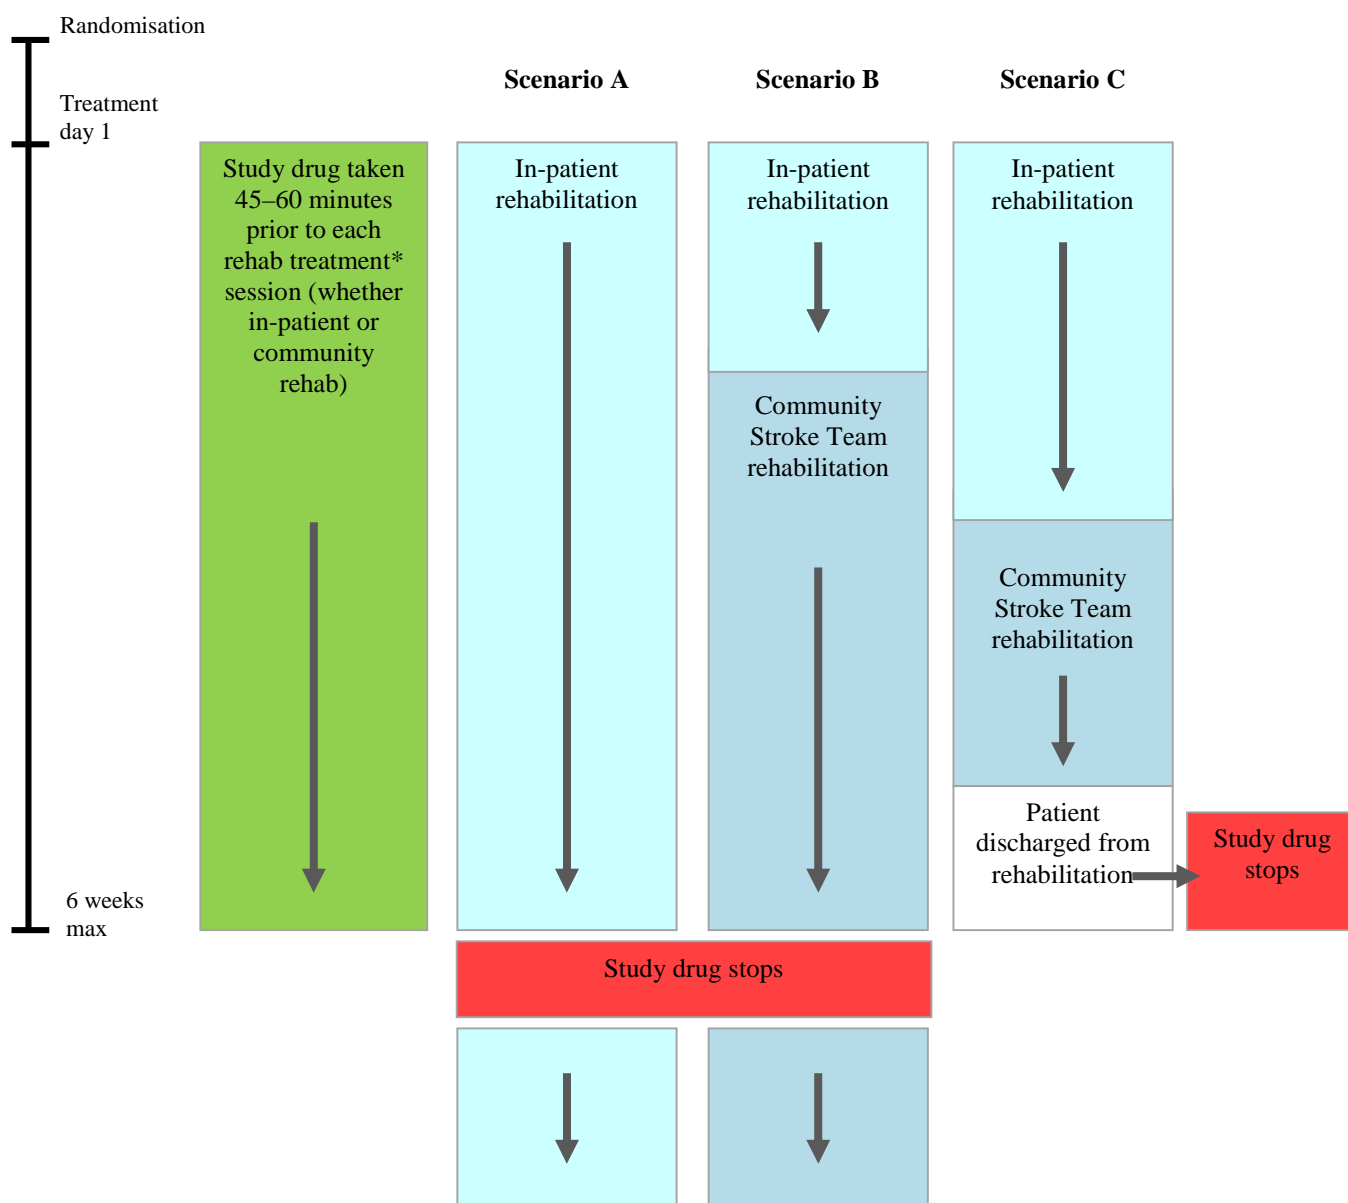 Randomisation
Treatment
day 1
6 weeks
max
Study drug taken
45–60 minutes
prior to each
rehab treatment*
session (whether
in-patient or
community
rehab)
Scenario A
In-patient
rehabilitation
Scenario B
In-patient
rehabilitation
Community
Stroke Team
rehabilitation
Scenario C
In-patient
rehabilitation
Community
Stroke Team
rehabilitation
Patient
discharged from
rehabilitation
Study drug
stops
Study drug stops